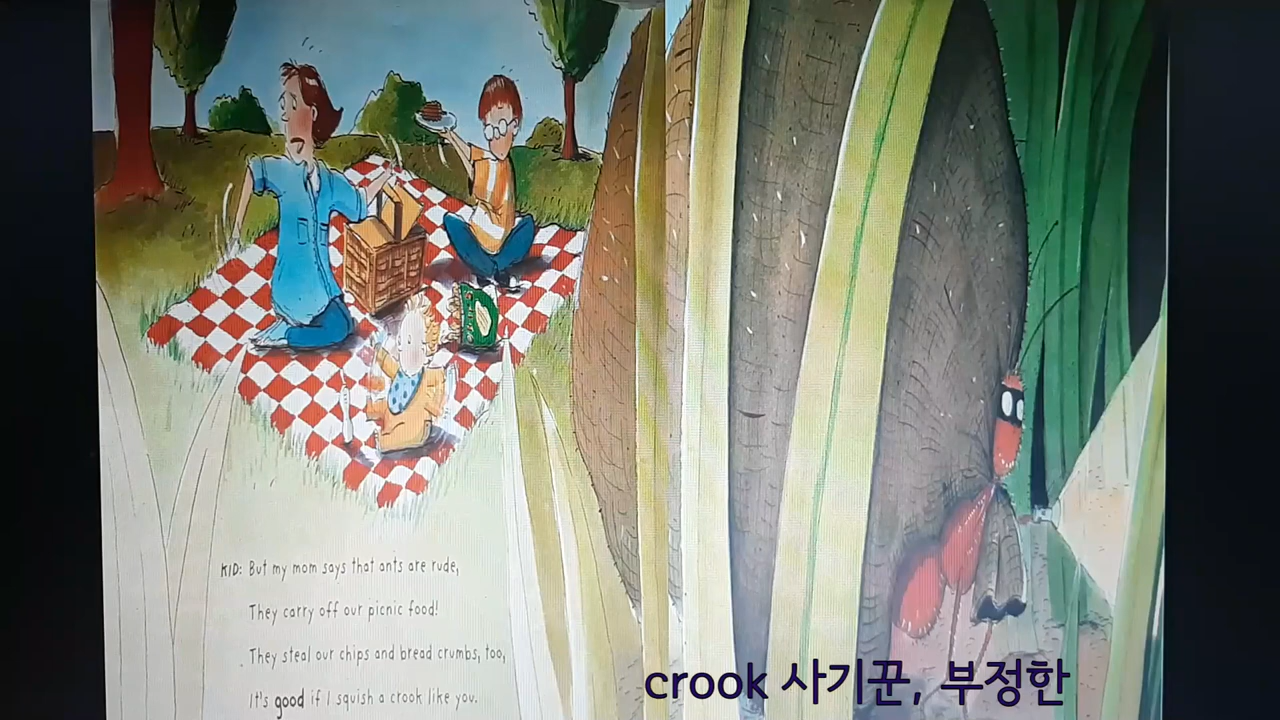 KID: But my mom says that ants are rude,
They carry off our picnic food!
They steal our chips and bread crumbs, too,
It's good if I squish a crook like you.
crook 사기꾼, 부정한